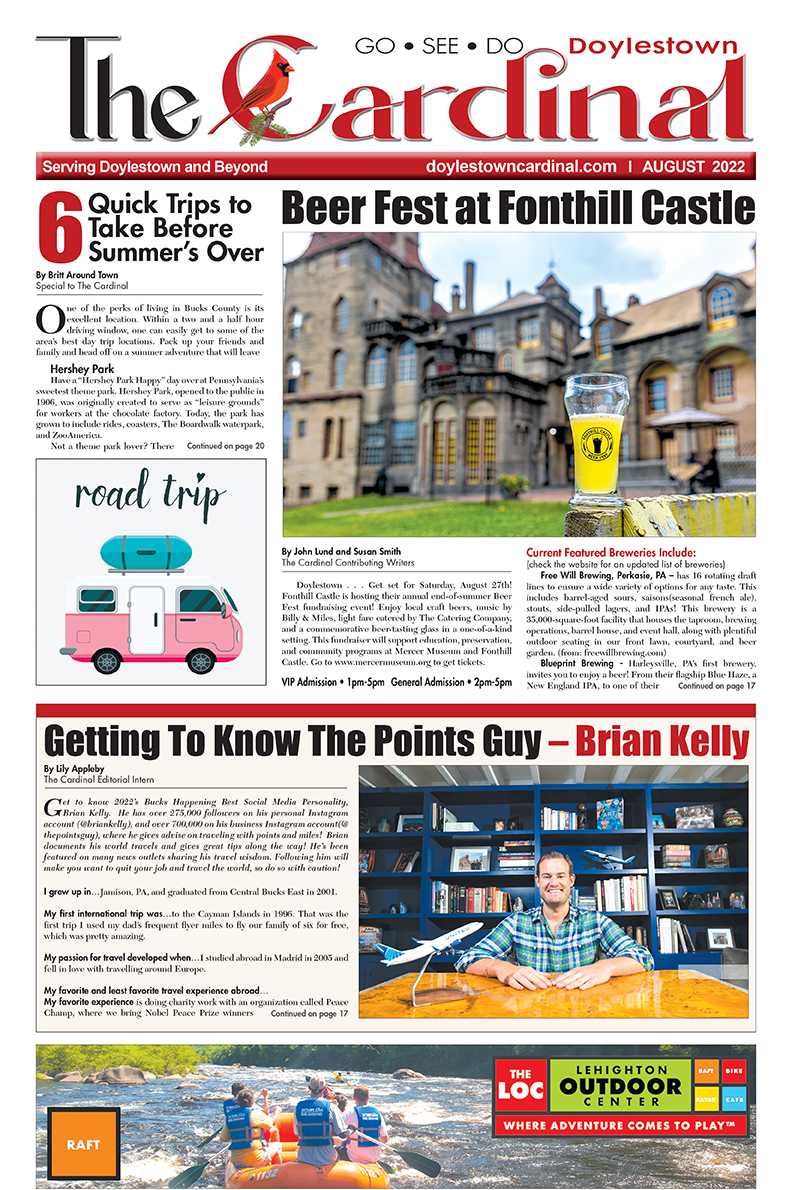 GO • SEE • DO
Doylestown
The Cardinal
Serving Doylestown and Beyond
doylestowncardinal.com | AUGUST 2022
6 Quick Trips to
Take Before
Summer's Over
By Britt Around Town
Special to The Cardinal
One of the perks of living in Bucks County is its
excellent location. Within a two and a half hour
driving window, one can easily get to some of the
area's best day trip locations. Pack up your friends and
family and head off on a summer adventure that will leave
Hershey Park
Have a "Hershey Park Happy" day over at Pennsylvania's
sweetest theme park. Hershey Park, opened to the public in
1906, was originally created to serve as "leisure grounds"
for workers at the chocolate factory. Today, the park has
grown to include rides, coasters, The Boardwalk waterpark,
and ZooAmerica.
Not a theme park lover? There Continued on page 20
road trip
Beer Fest at Fonthill Castle
FONTHILL CASTLE
BEER FEST
By John Lund and Susan Smith
The Cardinal Contributing Writers
Doylestown . . . Get set for Saturday, August 27th!
Fonthill Castle is hosting their annual end-of-summer Beer
Fest fundraising event! Enjoy local craft beers, music by
Billy & Miles, light fare catered by The Catering Company,
and a commemorative beer-tasting glass in a one-of-a-kind
setting. This fundraiser will support education, preservation,
and community programs at Mercer Museum and Fonthill
Castle. Go to www.mercermuseum.org to get tickets.
VIP Admission • 1pm-5pm General Admission • 2pm-5pm
Current Featured Breweries Include:
(check the website for an updated list of breweries)
Free Will Brewing, Perkasie, PA – has 16 rotating draft
lines to ensure a wide variety of options for any taste. This
includes barrel-aged sours, saisons(seasonal french ale),
stouts, side-pulled lagers, and IPAs! This brewery is a
35,000-square-foot facility that houses the taproom, brewing
operations, barrel house, and event hall, along with plentiful
outdoor seating in our front lawn, courtyard, and beer
garden. (from: freewillbrewing.com)
Blueprint Brewing - Harleysville, PA's first brewery,
invites you to enjoy a beer! From their flagship Blue Haze, a
New England IPA, to one of their Continued on page 17
Getting To Know The Points Guy – Brian Kelly
By Lily Appleby
The Cardinal Editorial Intern
Get to know 2022's Bucks Happening Best Social Media Personality,
Brian Kelly. He has over 275,000 followers on his personal Instagram
account (@briankelly), and over 700,000 on his business Instagram account(@
thepointsguy), where he gives advise on traveling with points and miles! Brian
documents his world travels and gives great tips along the way! He's been
featured on many news outlets sharing his travel wisdom. Following him will
make you want to quit your job and travel the world, so do so with caution!
I grew up in…Jamison, PA, and graduated from Central Bucks East in 2001.
My first international trip was…to the Cayman Islands in 1996. That was the
first trip I used my dad's frequent flyer miles to fly our family of six for free,
which was pretty amazing.
My passion for travel developed when…I studied abroad in Madrid in 2003 and
fell in love with travelling around Europe.
My favorite and least favorite travel experience abroad…
My favorite experience is doing charity work with an organization called Peace
Champ, where we bring Nobel Peace Prize winners Continued on page 17
UNITED
RAFT
THE
LOC
LEHIGHTON
OUTDOOR
CENTER
RAFT
BIKE
KAYAK
CAFE
WHERE ADVENTURE COMES TO PLAY™